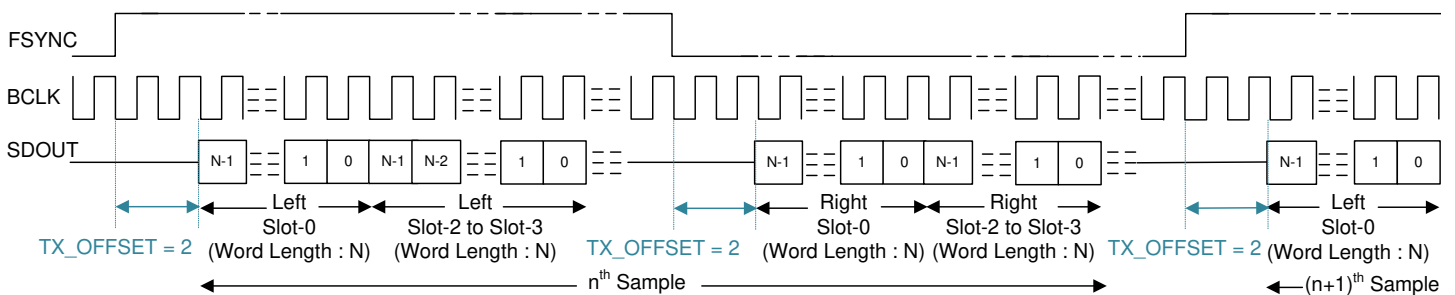 FSYNC
BCLK
SDOUT
N-1 1 0 N-1 N-2 1 0 N-1 1 0 N-1 1 0 N-1 1 0
Left Left Right Right Left
Slot-0 Slot-2 to Slot-3 Slot-0 Slot-2 to Slot-3 Slot-0
TX_OFFSET = 2 (Word Length : N) (Word Length : N) TX_OFFSET = 2 (Word Length : N) (Word Length : N) TX_OFFSET = 2 (Word Length : N)
nth Sample (n+1)th Sample